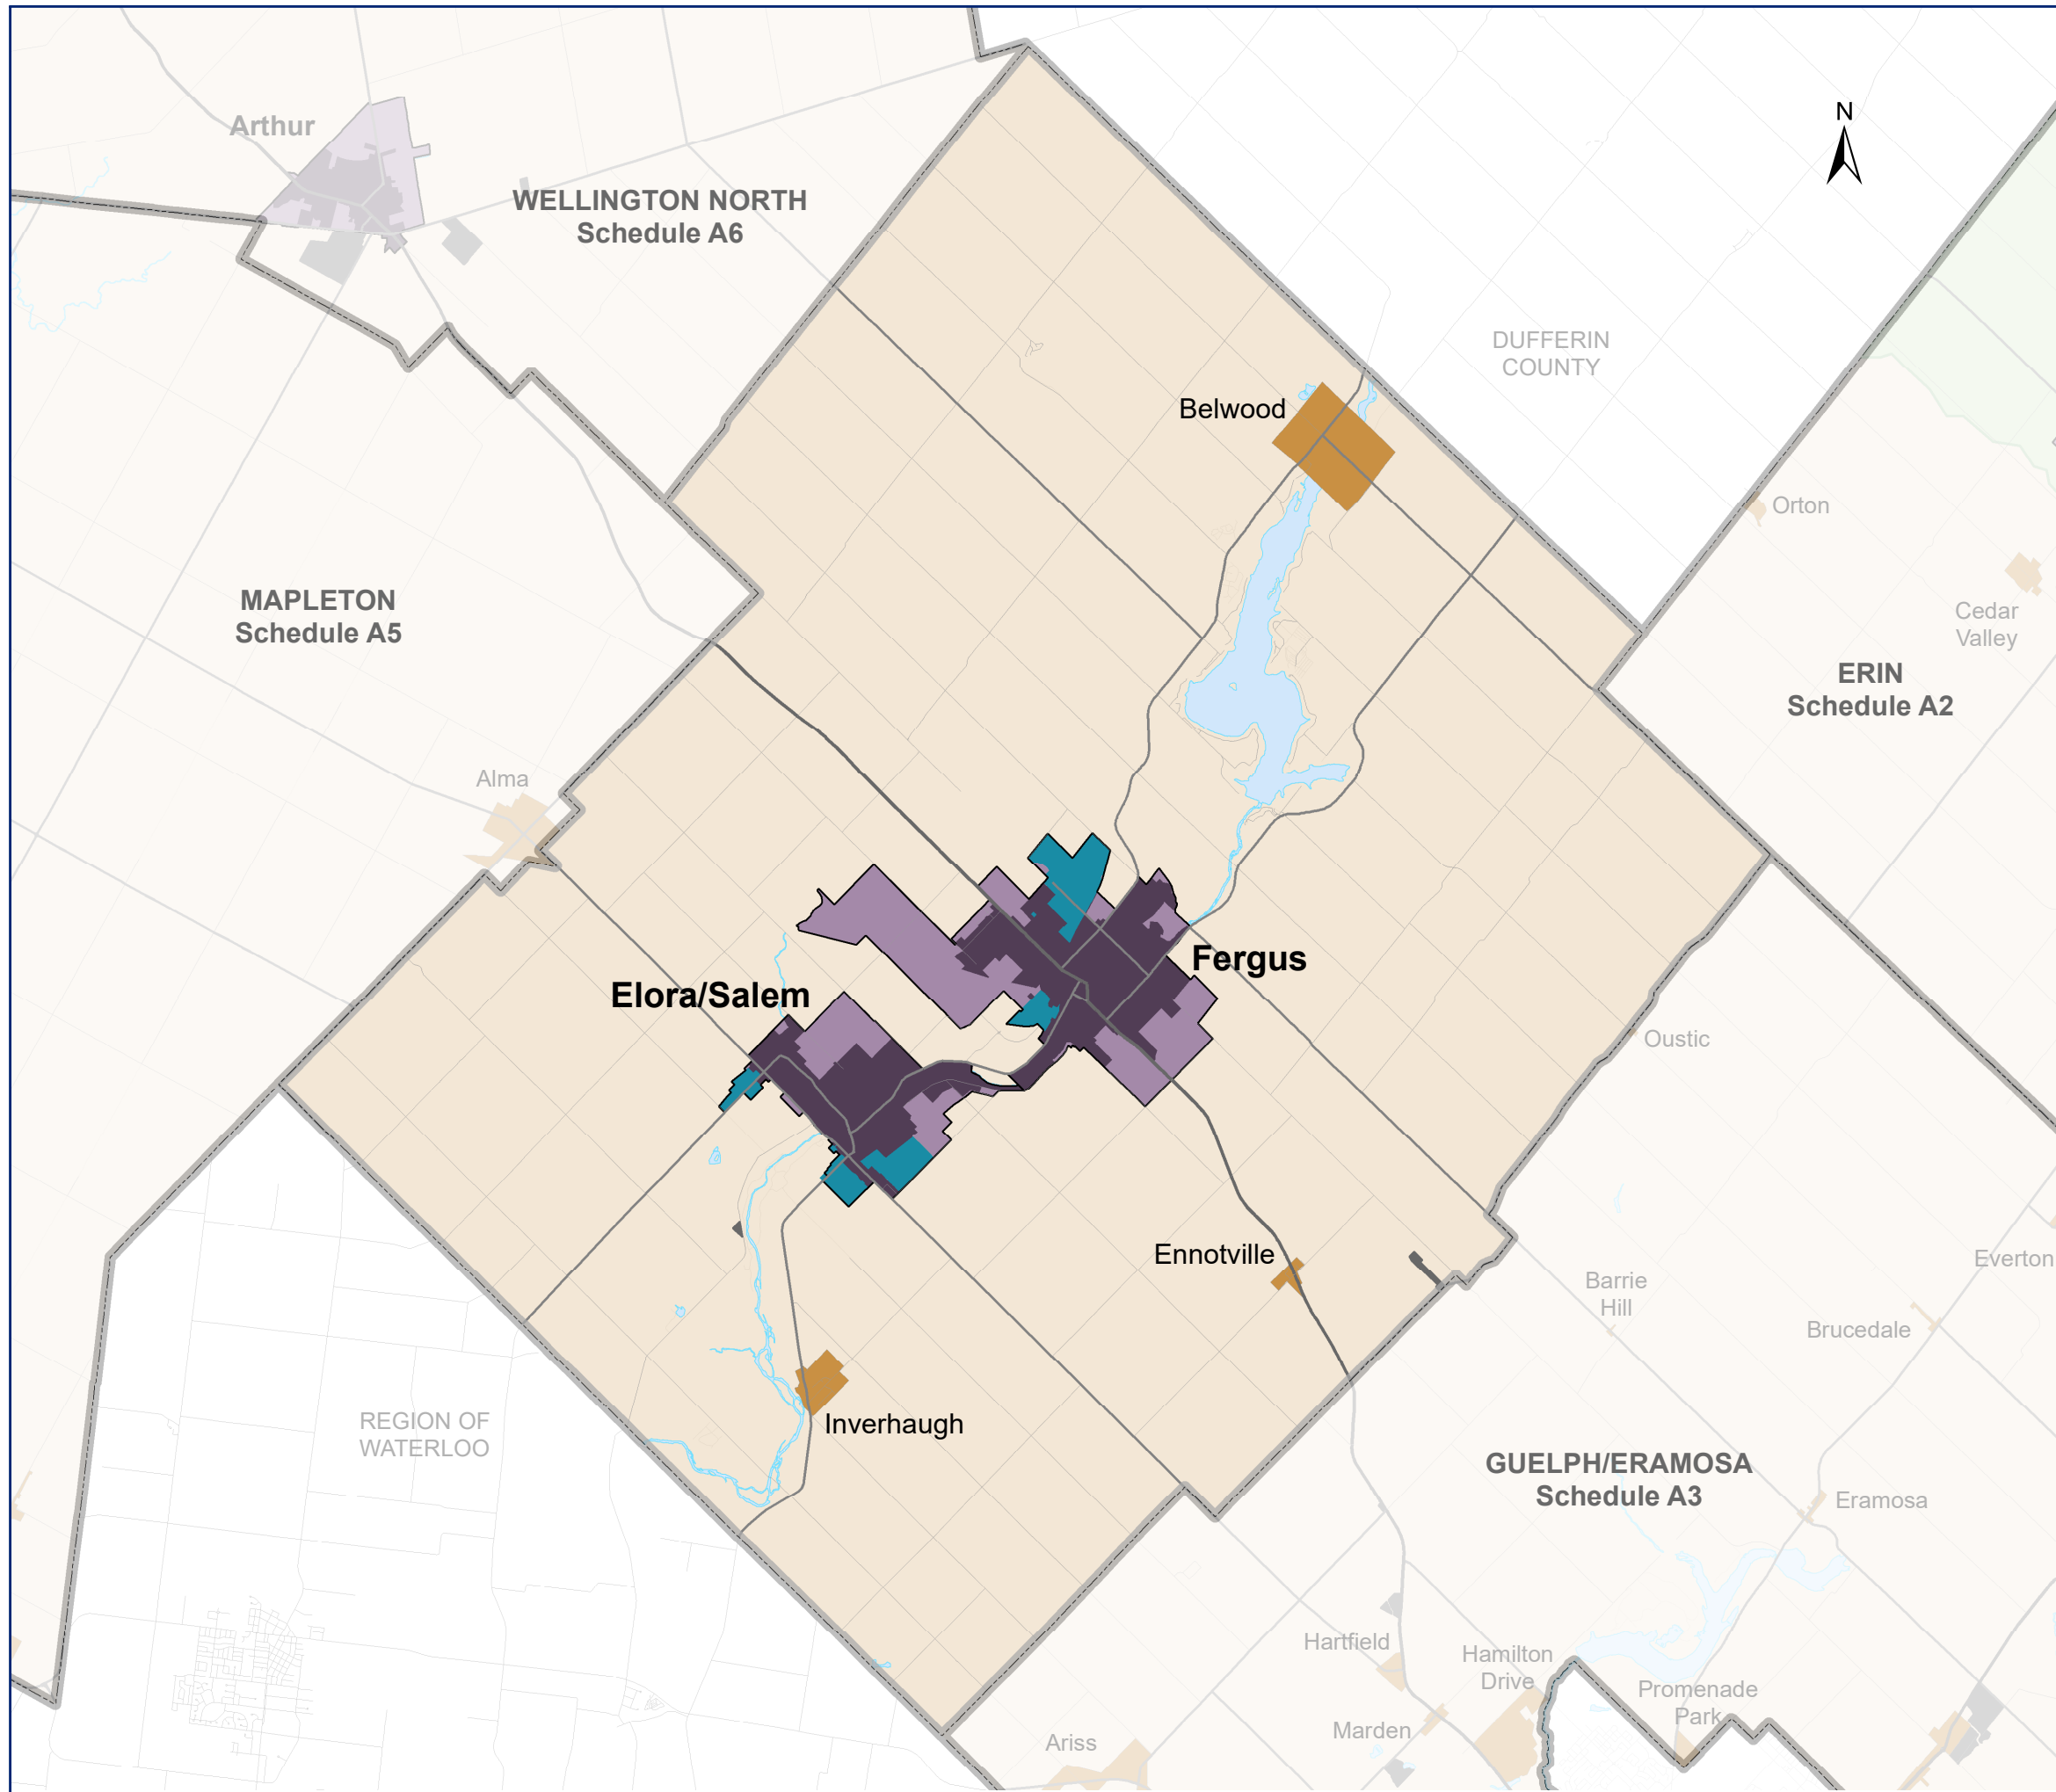 N
Arthur
WELLINGTON NORTH
Schedule A6
DUFFERIN
COUNTY
Belwood
Orton
MAPLETON
Schedule A5
Cedar
Valley
ERIN
Schedule A2
Alma
Fergus
Elora/Salem
Oustic
Ennotville
Everton
Barrie
Hill
Brucedale
REGION OF
WATERLOO
Inverhaugh
GUELPH/ERAMOSA
Schedule A3
Eramosa
Hartfield
Hamilton
Drive
Promenade
Park
Marden
Ariss